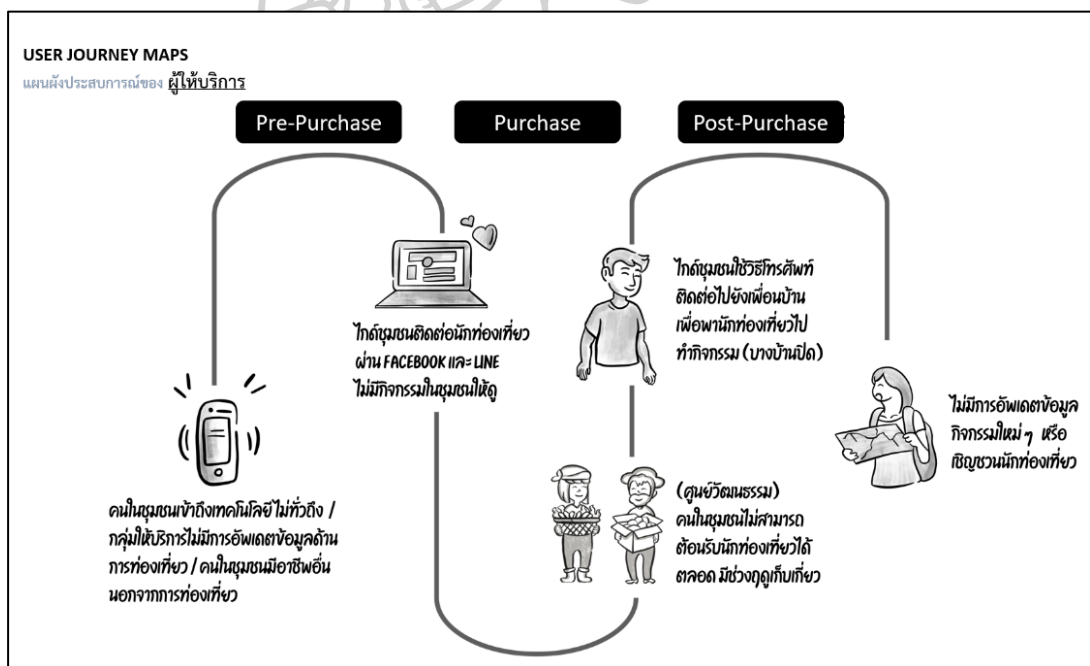 USER JOURNEY MAPS
แผนผังประสบการณ์ของ ผู้ให้บริการ
Pre-Purchase
Purchase
Post-Purchase
คนในชุมชนเข้าถึงเทคโนโลยีไม่ทั่วถึง /
กลุ่มให้บริการไม่มีการอัพเดตข้อมูลด้าน
การท่องเที่ยว / คนในชุมชนมีอาชีพอื่น
นอกจากการท่องเที่ยว
ไกด์ชุมชนติดต่อนักท่องเที่ยว
ผ่าน FACEBOOK และ LINE
ไม่มีกิจกรรมในชุมชนให้ดู
ไกด์ชุมชนใช้วิธีโทรศัพท์
ติดต่อไปยังเพื่อนบ้าน
เพื่อพานักท่องเที่ยวไป
ทำกิจกรรม (บางบ้านปิด)
(ศูนย์วัฒนธรรม)
คนในชุมชนไม่สามารถ
ต้อนรับนักท่องเที่ยวได้
ตลอด มีช่วงฤดูเก็บเกี่ยว
ไม่มีการอัพเดตข้อมูล
กิจกรรมใหม่ ๆ หรือ
เชิญชวนนักท่องเที่ยว